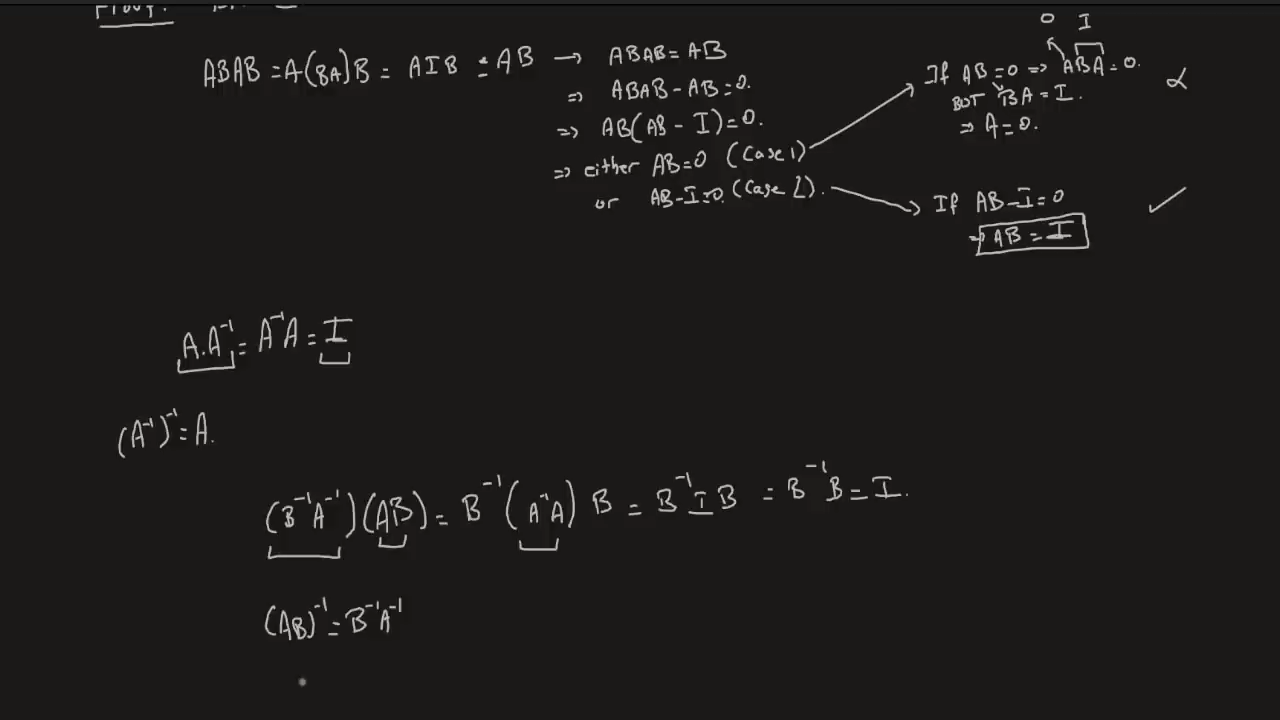 Proof:
ABAB = A(BA)B = AIB = AB → ABAB = AB
⇒ ABAB - AB = 0.
⇒ AB(AB - I) = 0.
⇒ either AB = 0 (Case 1)
or AB - I = 0. (Case 2).
0 I
If AB = 0 ⇒ ABA = 0.
BUT BA = I.
⇒ A = 0.
If AB - I = 0
⇒ AB = I
A.A⁻¹ = A⁻¹A = I
(A⁻¹)⁻¹ = A.
(B⁻¹A⁻¹)(AB) = B⁻¹(A⁻¹A)B = B⁻¹IB = B⁻¹B = I.
(AB)⁻¹ = B⁻¹A⁻¹